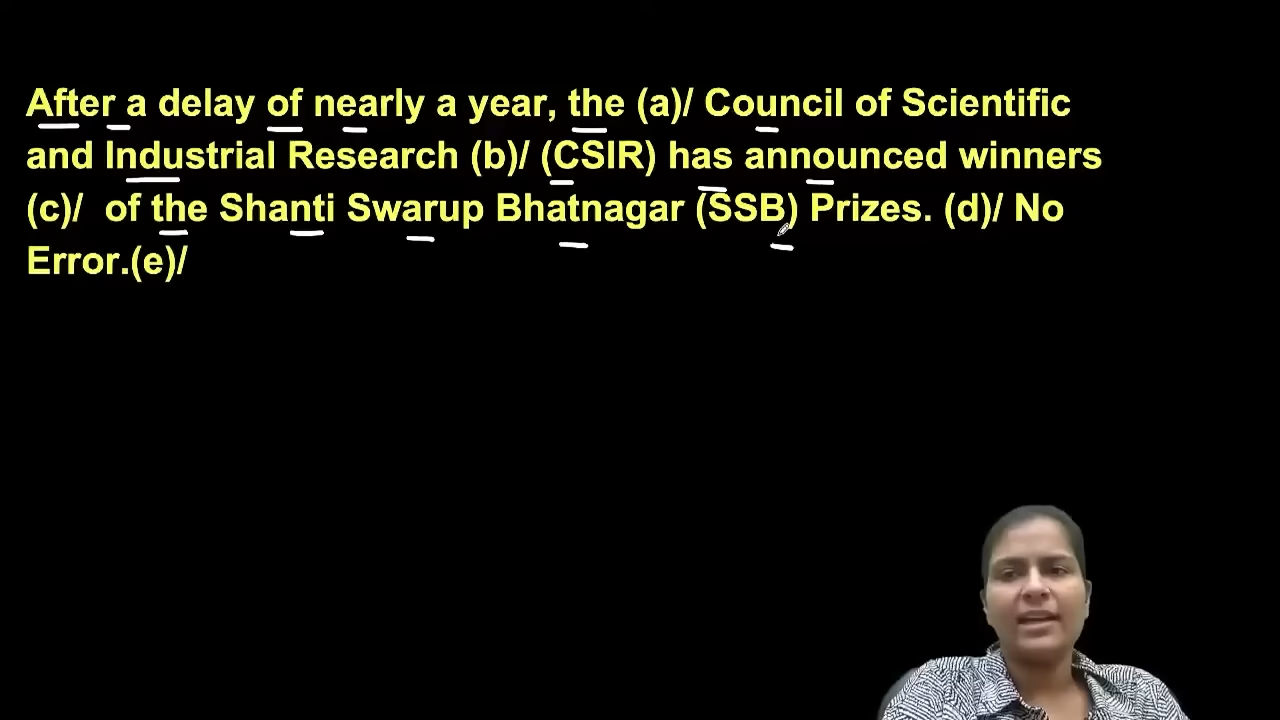 After a delay of nearly a year, the (a)/ Council of Scientific
and Industrial Research (b)/ (CSIR) has announced winners
(c)/ of the Shanti Swarup Bhatnagar (SSB) Prizes. (d)/ No
Error.(e)/